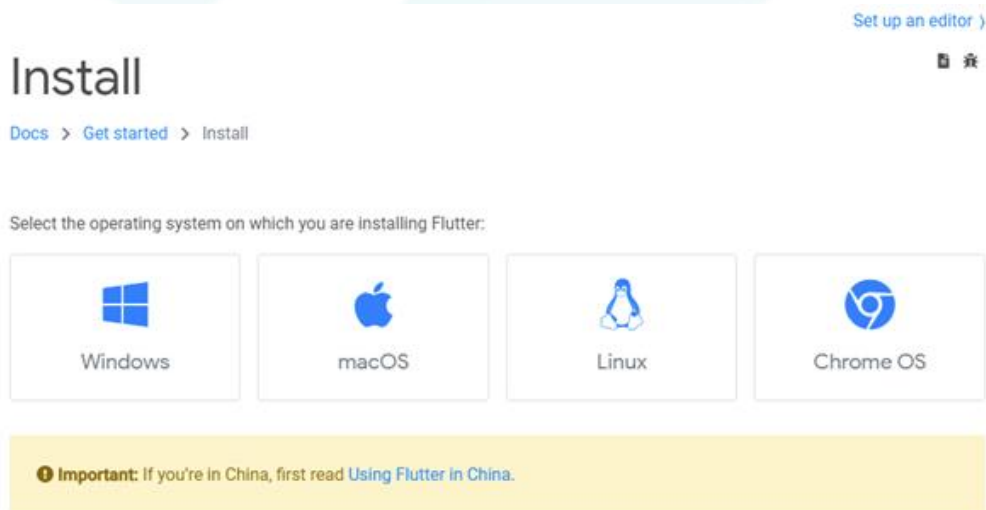 Set up an editor
Install
Docs > Get started > Install
Select the operating system on which you are installing Flutter:
Windows macOS Linux Chrome OS
Important: If you're in China, first read Using Flutter in China.